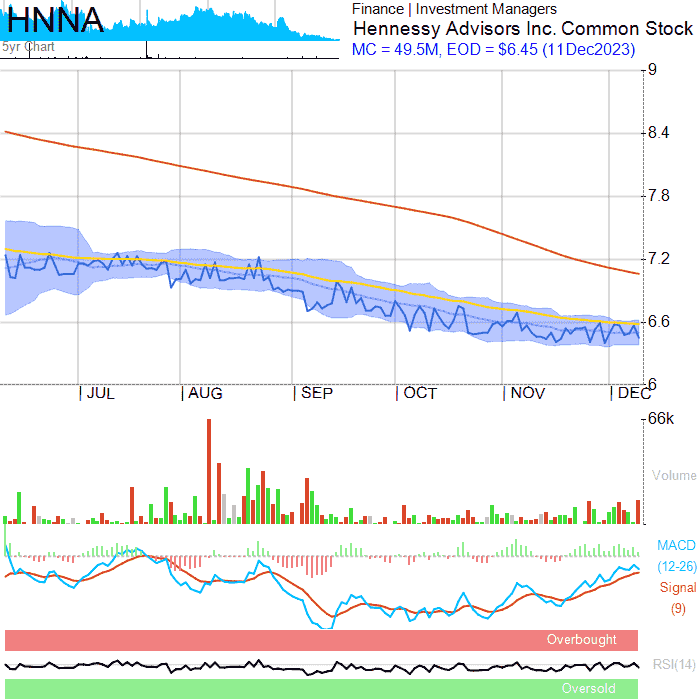 HNNA
5yr Chart
Finance | Investment Managers
Hennessy Advisors Inc. Common Stock
MC = 49.5M, EOD = $6.45 (11Dec2023)
9
8.4
7.8
7.2
6.6
6
| JUL | AUG | SEP | OCT | NOV | DEC
66k
Volume
MACD
(12-26)
Signal
(9)
Overbought
RSI(14)
Oversold